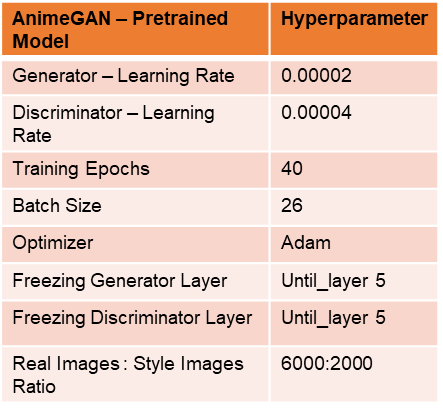 AnimeGAN – Pretrained Hyperparameter
Model
Generator – Learning Rate 0.00002
Discriminator – Learning 0.00004
Rate
Training Epochs 40
Batch Size 26
Optimizer Adam
Freezing Generator Layer Until_layer 5
Freezing Discriminator Layer Until_layer 5
Real Images : Style Images 6000:2000
Ratio